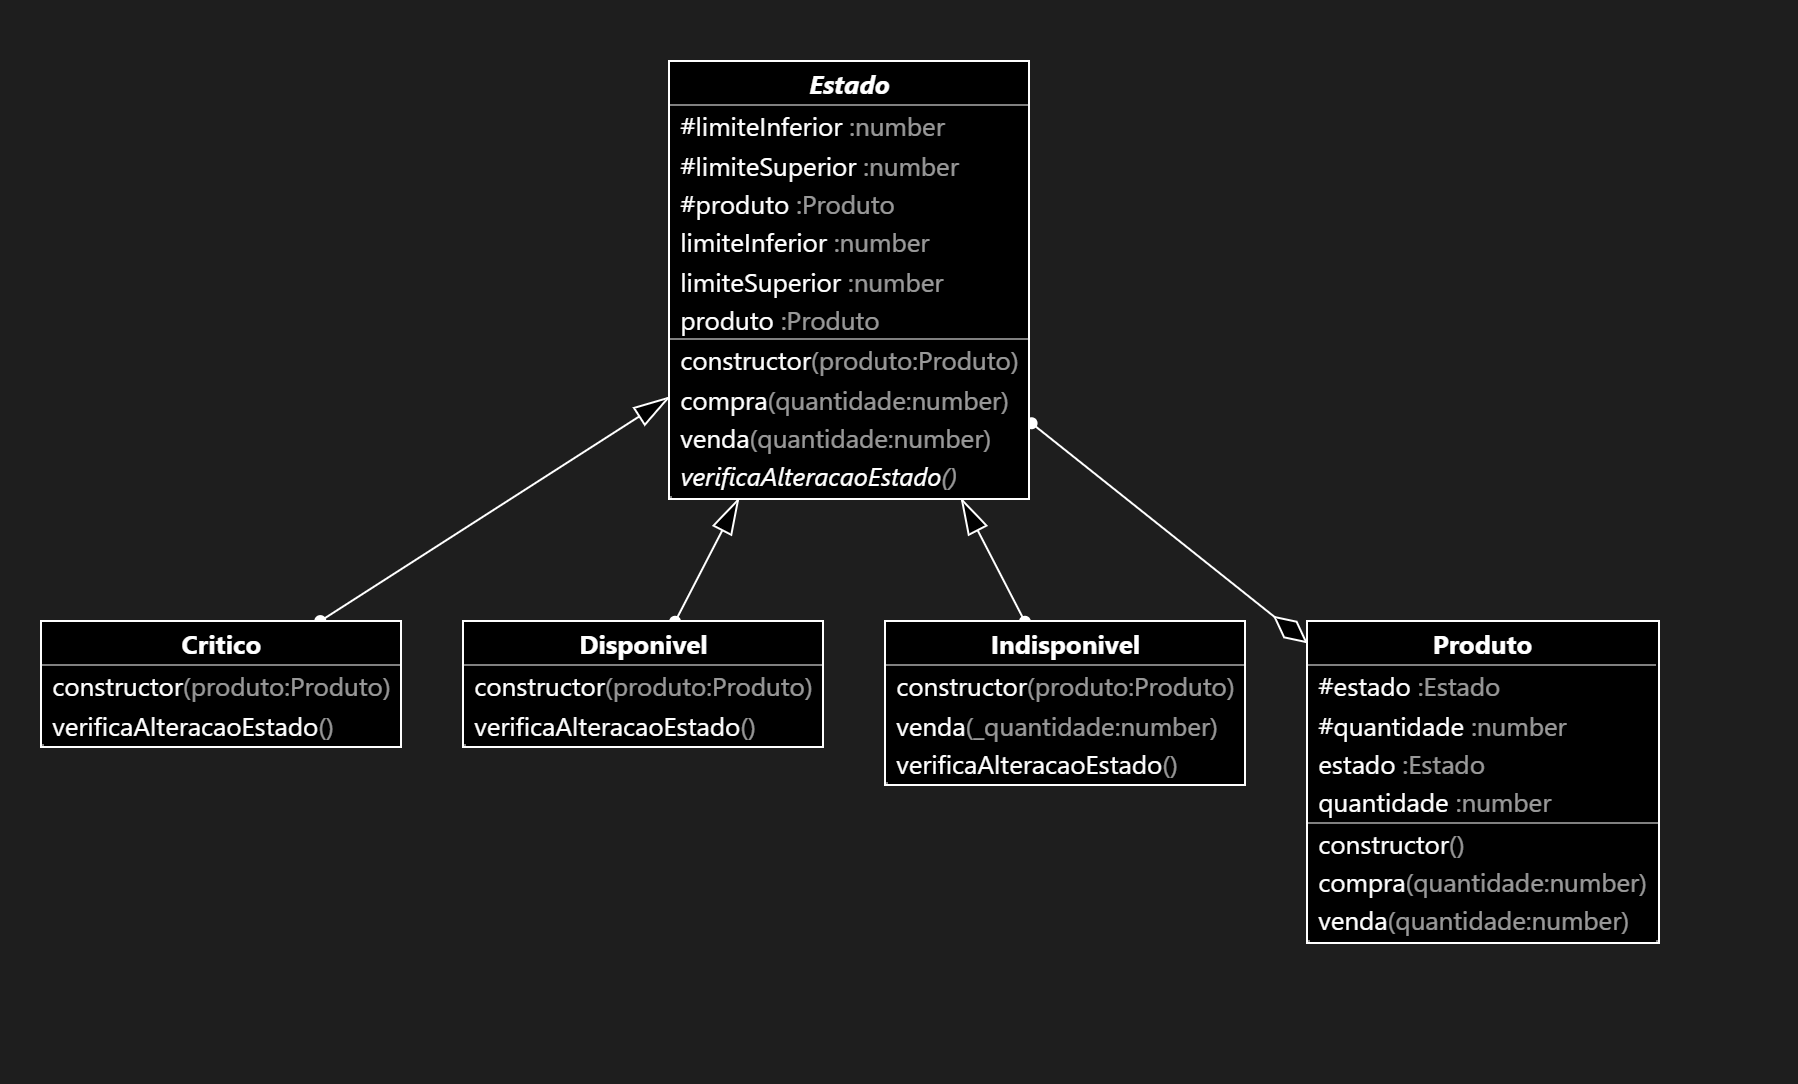 Estado
#limiteInferior :number
#limiteSuperior :number
#produto :Produto
limiteInferior :number
limiteSuperior :number
produto :Produto
constructor(produto:Produto)
compra(quantidade:number)
venda(quantidade:number)
verificaAlteracaoEstado()
Critico
constructor(produto:Produto)
verificaAlteracaoEstado()
Disponivel
constructor(produto:Produto)
verificaAlteracaoEstado()
Indisponivel
constructor(produto:Produto)
venda(_quantidade:number)
verificaAlteracaoEstado()
Produto
#estado :Estado
#quantidade :number
estado :Estado
quantidade :number
constructor()
compra(quantidade:number)
venda(quantidade:number)